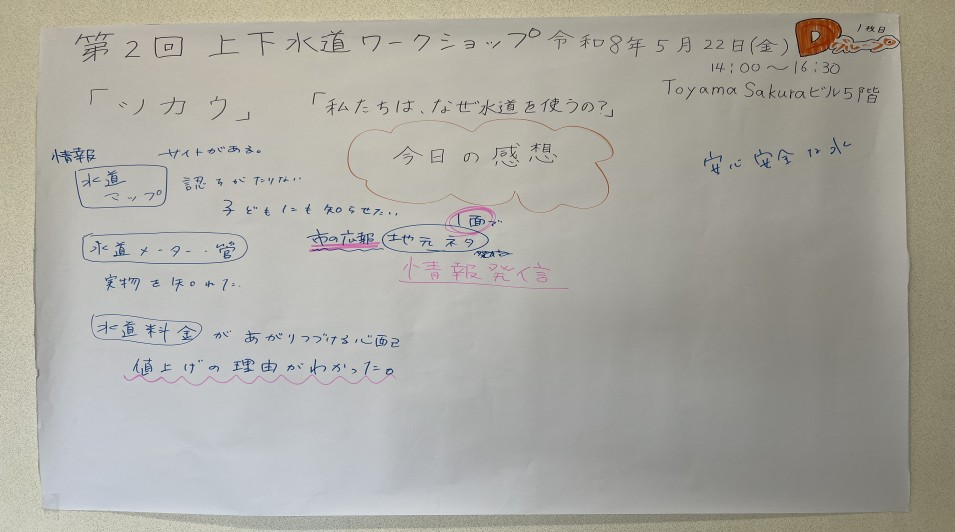 第2回 上下水道ワークショップ 令和8年5月22日(金)
Dグループ 1枚目
14:00〜16:30
Toyama Sakuraビル5階
「ツカウ」
「私たちは、なぜ水道を使うの?」
今日の感想
安心安全な水
情報 サイトがある。
水道マップ 認知がたりない
子どもにも知らせたい
1面で
市の広報 地元ネタ
情報発信
水道メーター・管
実物を知れた
水道料金があがりつづける心配
値上げの理由がわかった。